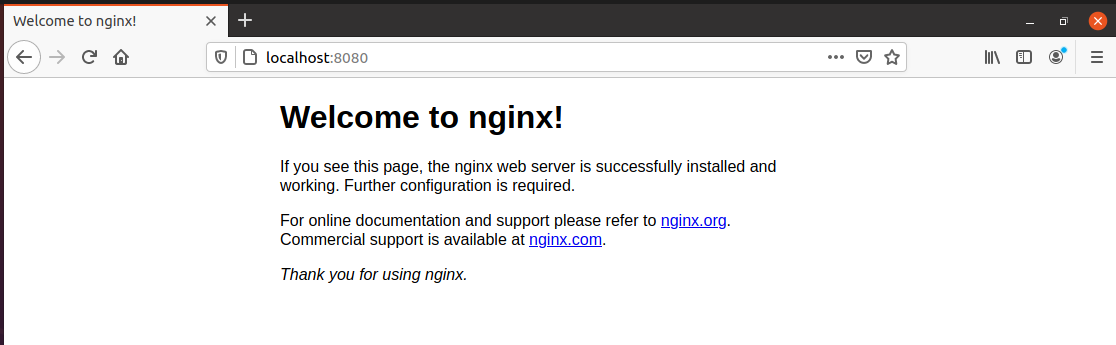 Welcome to nginx!
localhost:8080
Welcome to nginx!
If you see this page, the nginx web server is successfully installed and
working. Further configuration is required.
For online documentation and support please refer to nginx.org.
Commercial support is available at nginx.com.
Thank you for using nginx.